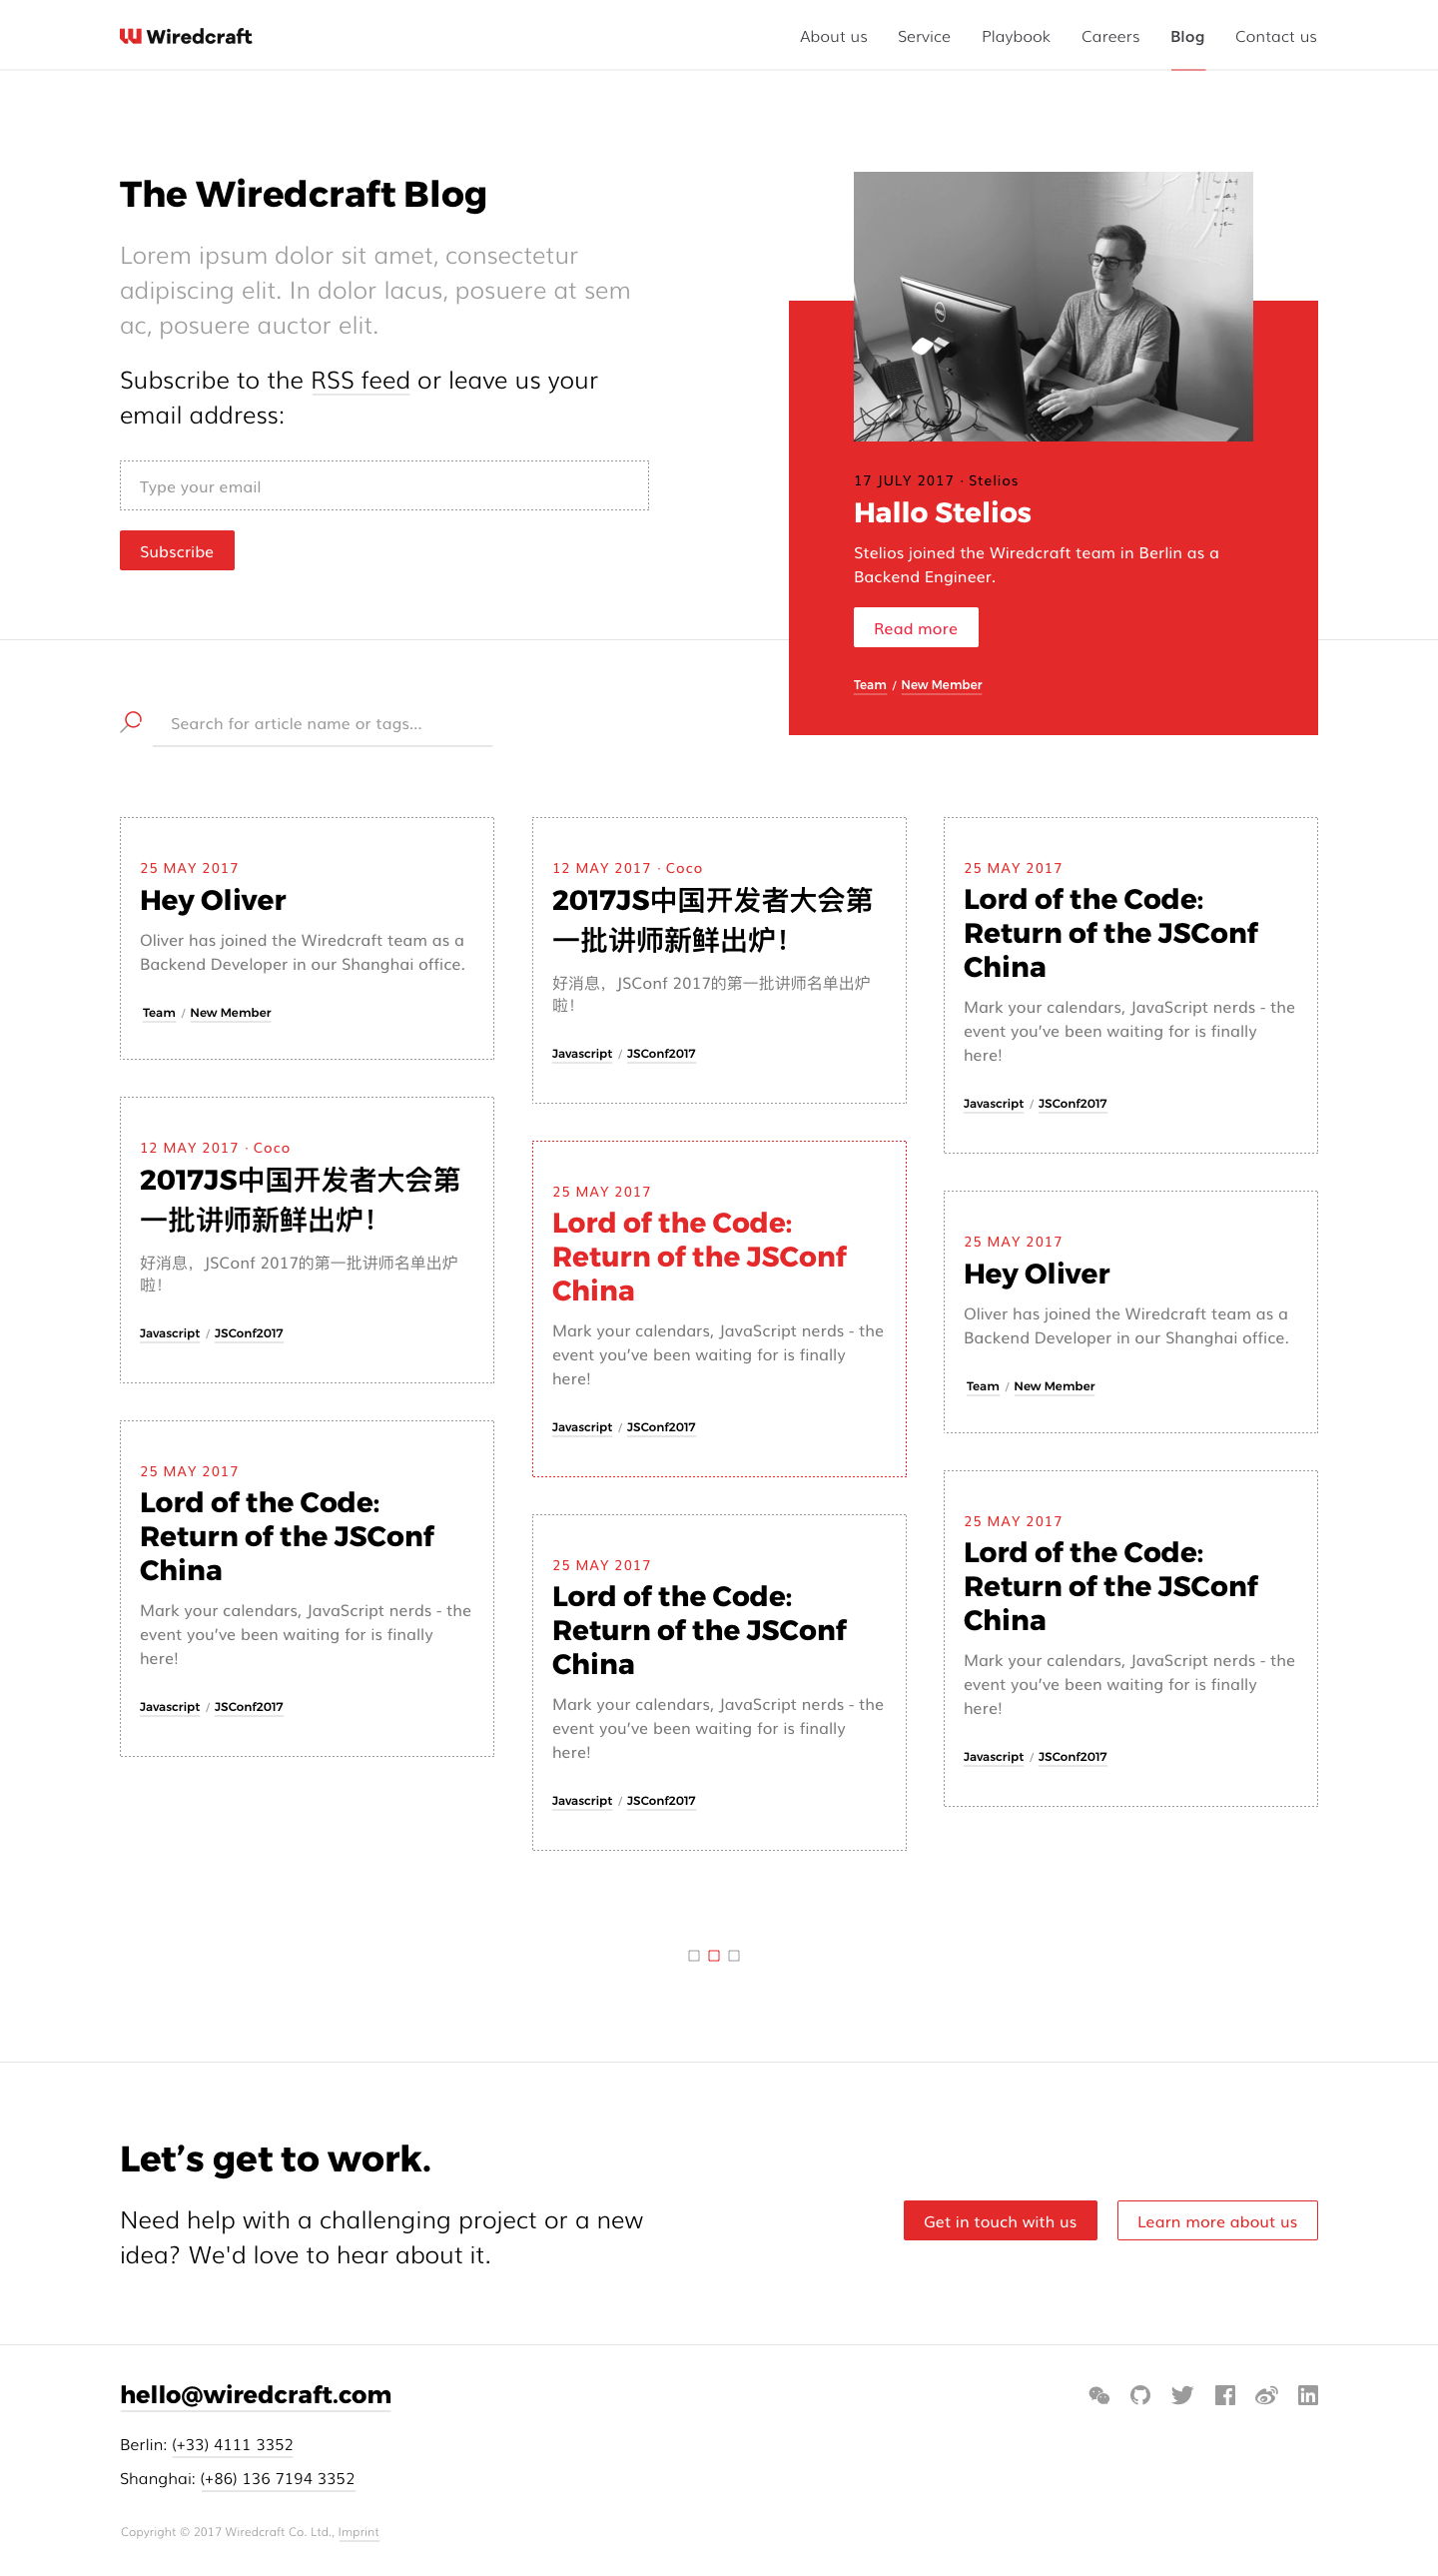 Wiredcraft
About us Service Playbook Careers Blog Contact us
The Wiredcraft Blog
Lorem ipsum dolor sit amet, consectetur
adipiscing elit. In dolor lacus, posuere at sem
ac, posuere auctor elit.
Subscribe to the RSS feed or leave us your
email address:
Type your email
Subscribe
DELL
17 JULY 2017 · Stelios
Hallo Stelios
Stelios joined the Wiredcraft team in Berlin as a
Backend Engineer.
Read more
Team / New Member
Search for article name or tags...
25 MAY 2017
Hey Oliver
Oliver has joined the Wiredcraft team as a
Backend Developer in our Shanghai office.
Team / New Member
12 MAY 2017 · Coco
2017JS中国开发者大会第
一批讲师新鲜出炉！
好消息，JSConf 2017的第一批讲师名单出炉
啦！
Javascript / JSConf2017
25 MAY 2017
Lord of the Code:
Return of the JSConf
China
Mark your calendars, JavaScript nerds - the
event you’ve been waiting for is finally
here!
Javascript / JSConf2017
12 MAY 2017 · Coco
2017JS中国开发者大会第
一批讲师新鲜出炉！
好消息，JSConf 2017的第一批讲师名单出炉
啦！
Javascript / JSConf2017
25 MAY 2017
Lord of the Code:
Return of the JSConf
China
Mark your calendars, JavaScript nerds - the
event you’ve been waiting for is finally
here!
Javascript / JSConf2017
25 MAY 2017
Hey Oliver
Oliver has joined the Wiredcraft team as a
Backend Developer in our Shanghai office.
Team / New Member
25 MAY 2017
Lord of the Code:
Return of the JSConf
China
Mark your calendars, JavaScript nerds - the
event you’ve been waiting for is finally
here!
Javascript / JSConf2017
25 MAY 2017
Lord of the Code:
Return of the JSConf
China
Mark your calendars, JavaScript nerds - the
event you’ve been waiting for is finally
here!
Javascript / JSConf2017
25 MAY 2017
Lord of the Code:
Return of the JSConf
China
Mark your calendars, JavaScript nerds - the
event you’ve been waiting for is finally
here!
Javascript / JSConf2017
Let’s get to work.
Need help with a challenging project or a new
idea? We'd love to hear about it.
Get in touch with us
Learn more about us
hello@wiredcraft.com
Berlin: (+33) 4111 3352
Shanghai: (+86) 136 7194 3352
Copyright © 2017 Wiredcraft Co. Ltd., Imprint